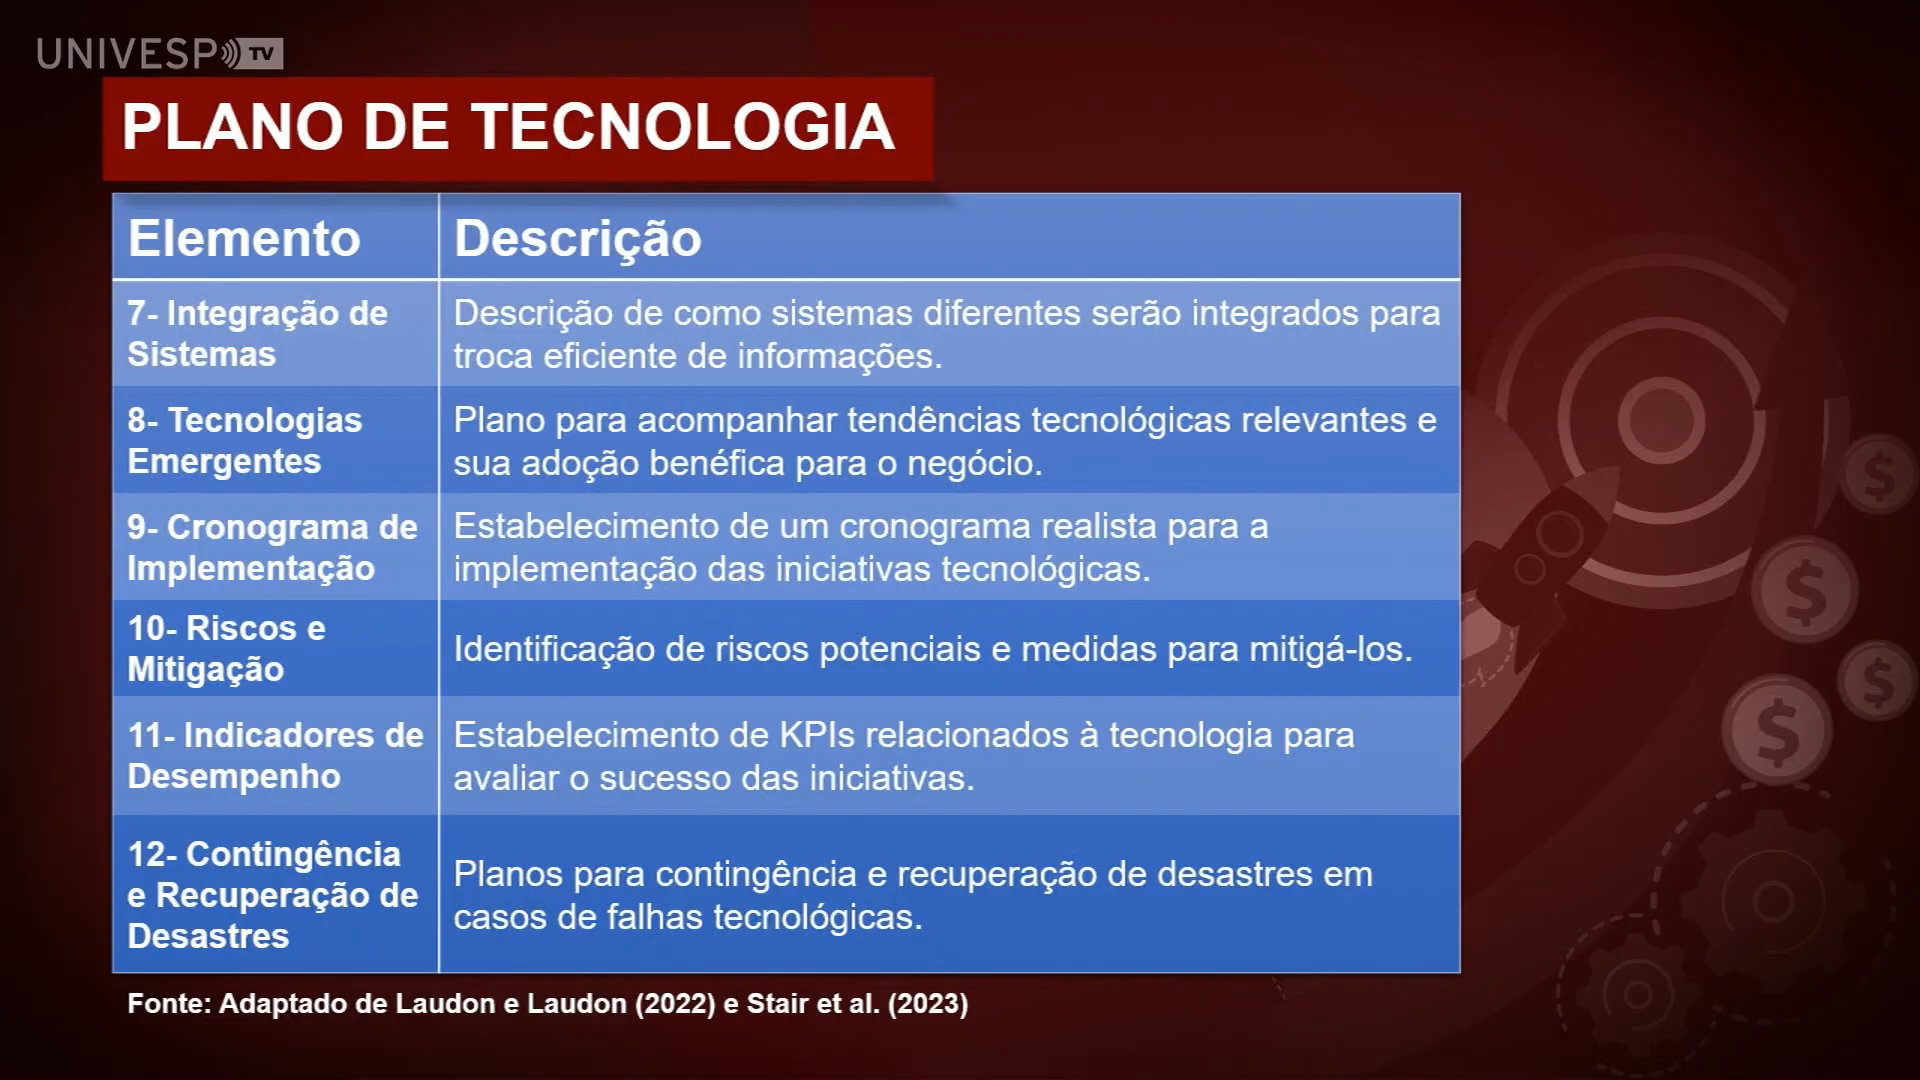 UNIVESP TV
PLANO DE TECNOLOGIA
Elemento
Descrição
7- Integração de
Sistemas
Descrição de como sistemas diferentes serão integrados para
troca eficiente de informações.
8- Tecnologias
Emergentes
Plano para acompanhar tendências tecnológicas relevantes e
sua adoção benéfica para o negócio.
9- Cronograma de
Implementação
Estabelecimento de um cronograma realista para a
implementação das iniciativas tecnológicas.
10- Riscos e
Mitigação
Identificação de riscos potenciais e medidas para mitigá-los.
11- Indicadores de
Desempenho
Estabelecimento de KPIs relacionados à tecnologia para
avaliar o sucesso das iniciativas.
12- Contingência
e Recuperação de
Desastres
Planos para contingência e recuperação de desastres em
casos de falhas tecnológicas.
Fonte: Adaptado de Laudon e Laudon (2022) e Stair et al. (2023)
$
$
$
$